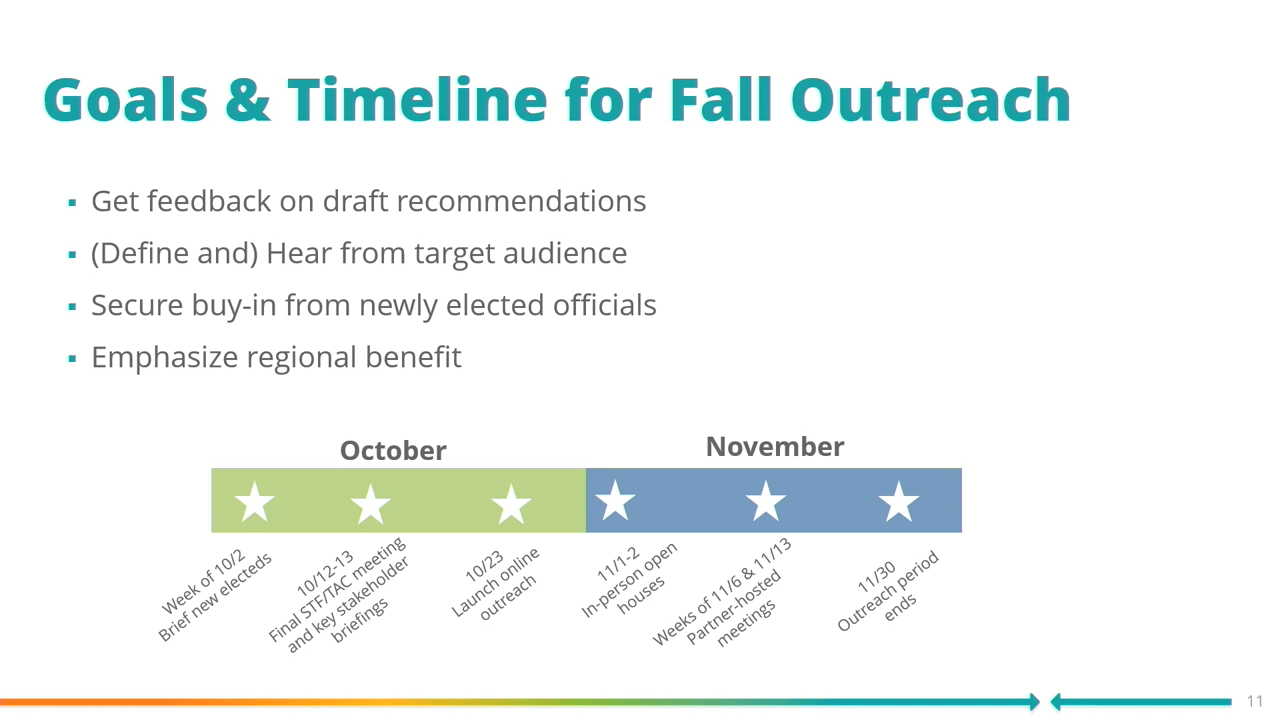 Goals & Timeline for Fall Outreach
▪ Get feedback on draft recommendations
▪ (Define and) Hear from target audience
▪ Secure buy-in from newly elected officials
▪ Emphasize regional benefit
October
November
Week of 10/2
Brief new electeds
10/12-13
Final STF/TAC meeting
and key stakeholder
briefings
10/23
Launch online
outreach
11/1-2
In-person open
houses
Weeks of 11/6 & 11/13
Partner-hosted
meetings
11/30
Outreach period
ends
11